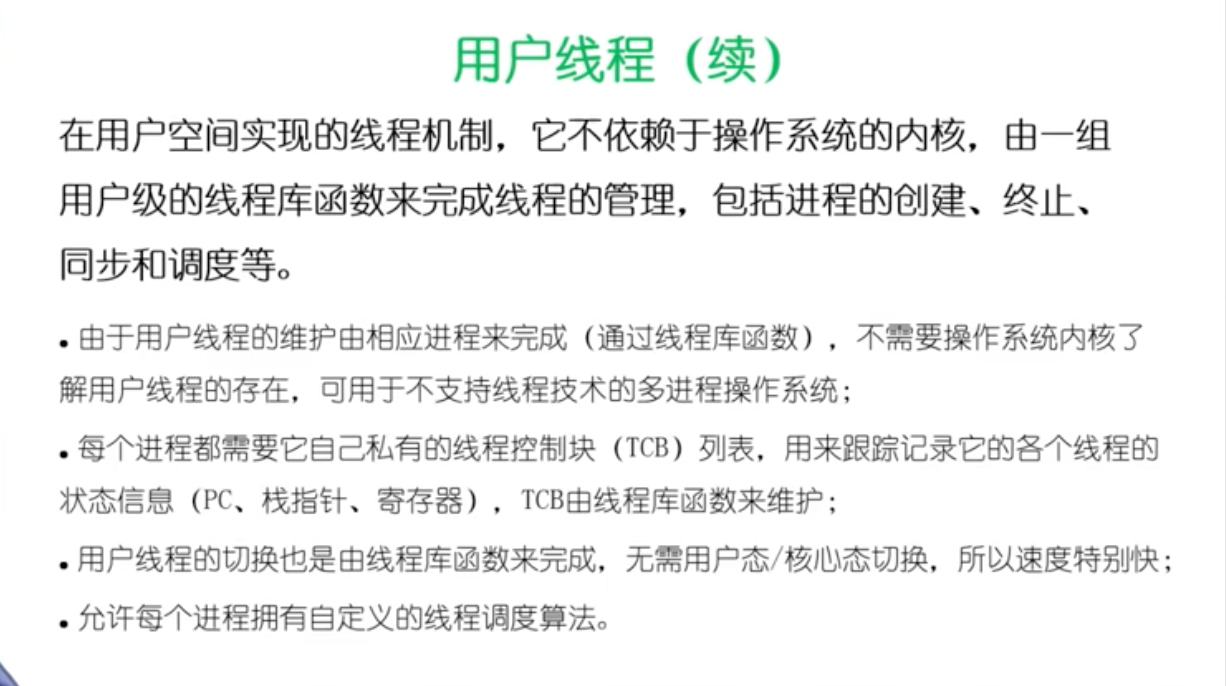 用户线程（续）
在用户空间实现的线程机制，它不依赖于操作系统的内核，由一组
用户级的线程库函数来完成线程的管理，包括进程的创建、终止、
同步和调度等。
• 由于用户线程的维护由相应进程来完成（通过线程库函数），不需要操作系统内核了
解用户线程的存在，可用于不支持线程技术的多进程操作系统；
• 每个进程都需要它自己私有的线程控制块（TCB）列表，用来跟踪记录它的各个线程的
状态信息（PC、栈指针、寄存器），TCB由线程库函数来维护；
• 用户线程的切换也是由线程库函数来完成，无需用户态/核心态切换，所以速度特别快；
• 允许每个进程拥有自定义的线程调度算法。